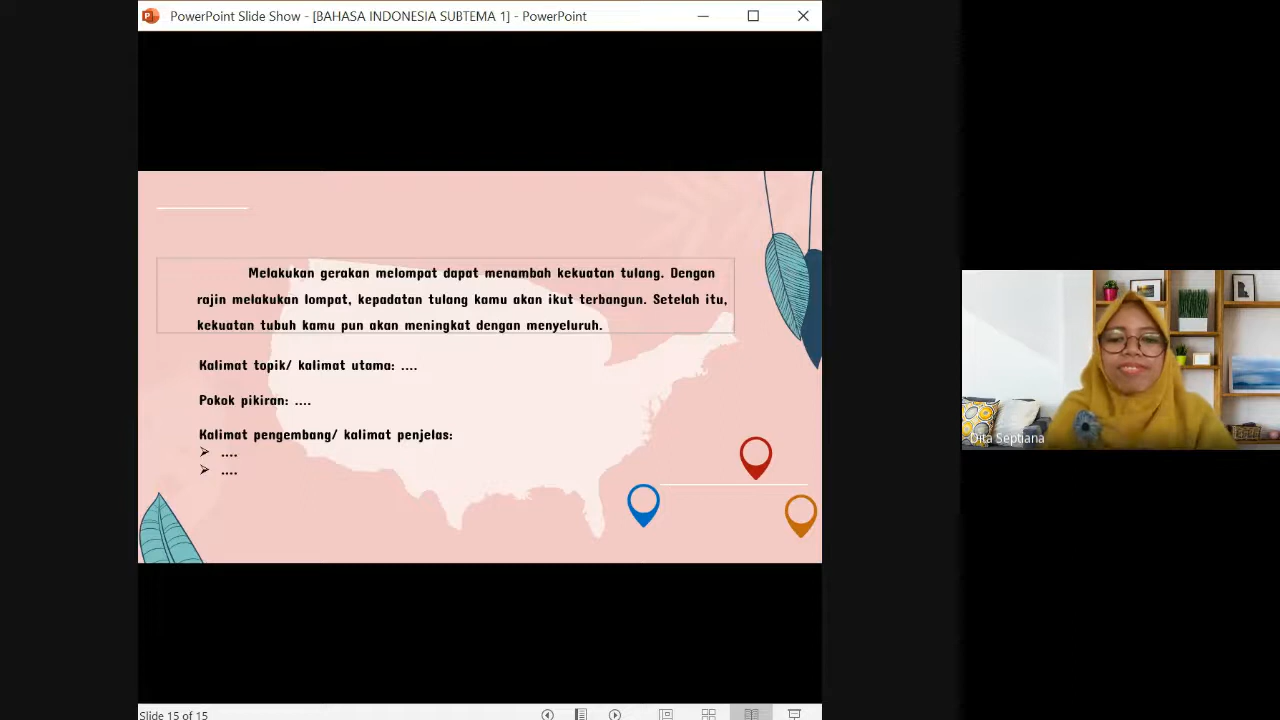 PowerPoint Slide Show - [BAHASA INDONESIA SUBTEMA 1] - PowerPoint
Melakukan gerakan melompat dapat menambah kekuatan tulang. Dengan
rajin melakukan lompat, kepadatan tulang kamu akan ikut terbangun. Setelah itu,
kekuatan tubuh kamu pun akan meningkat dengan menyeluruh.
Kalimat topik/ kalimat utama: ....
Pokok pikiran: ....
Kalimat pengembang/ kalimat penjelas:
➢ ....
➢ ....
Dita Septiana
Slide 15 of 15